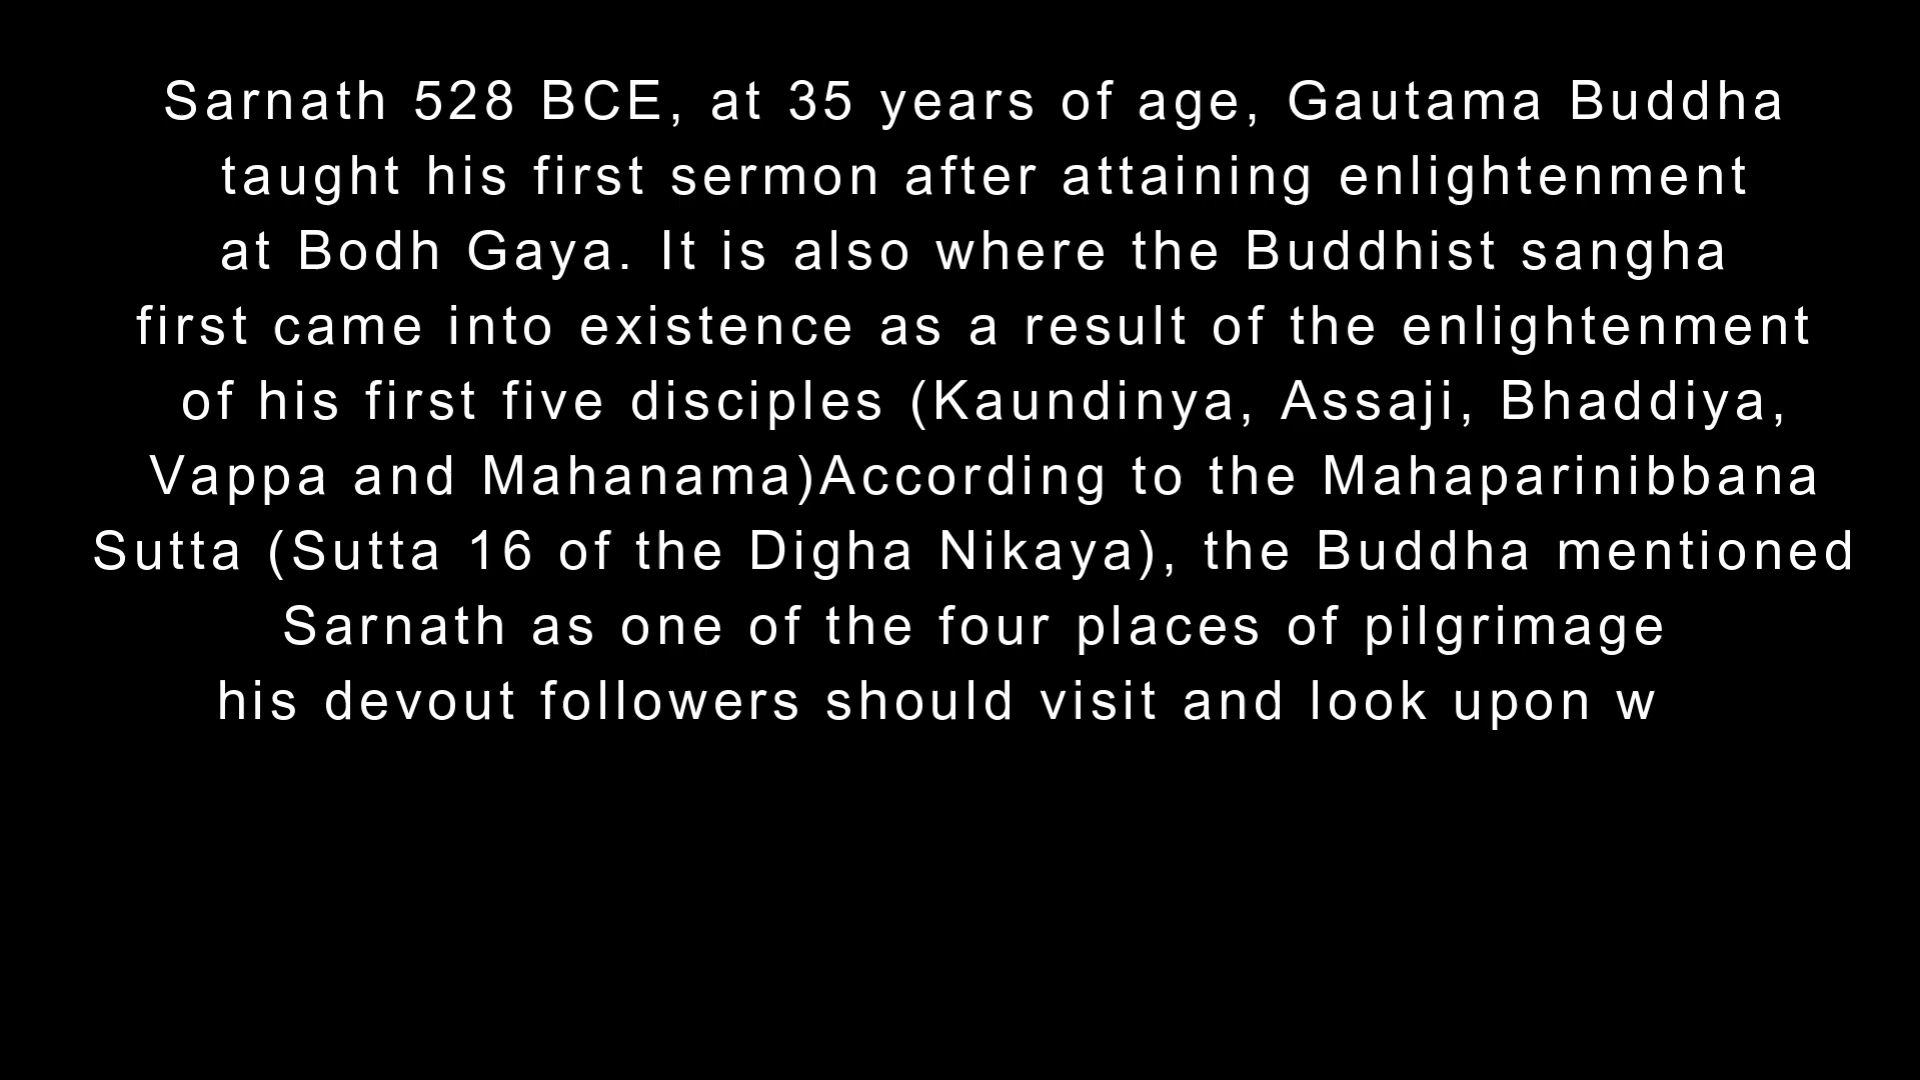 Sarnath 528 BCE, at 35 years of age, Gautama Buddha
taught his first sermon after attaining enlightenment
at Bodh Gaya. It is also where the Buddhist sangha
first came into existence as a result of the enlightenment
of his first five disciples (Kaundinya, Assaji, Bhaddiya,
Vappa and Mahanama)According to the Mahaparinibbana
Sutta (Sutta 16 of the Digha Nikaya), the Buddha mentioned
Sarnath as one of the four places of pilgrimage
his devout followers should visit and look upon w